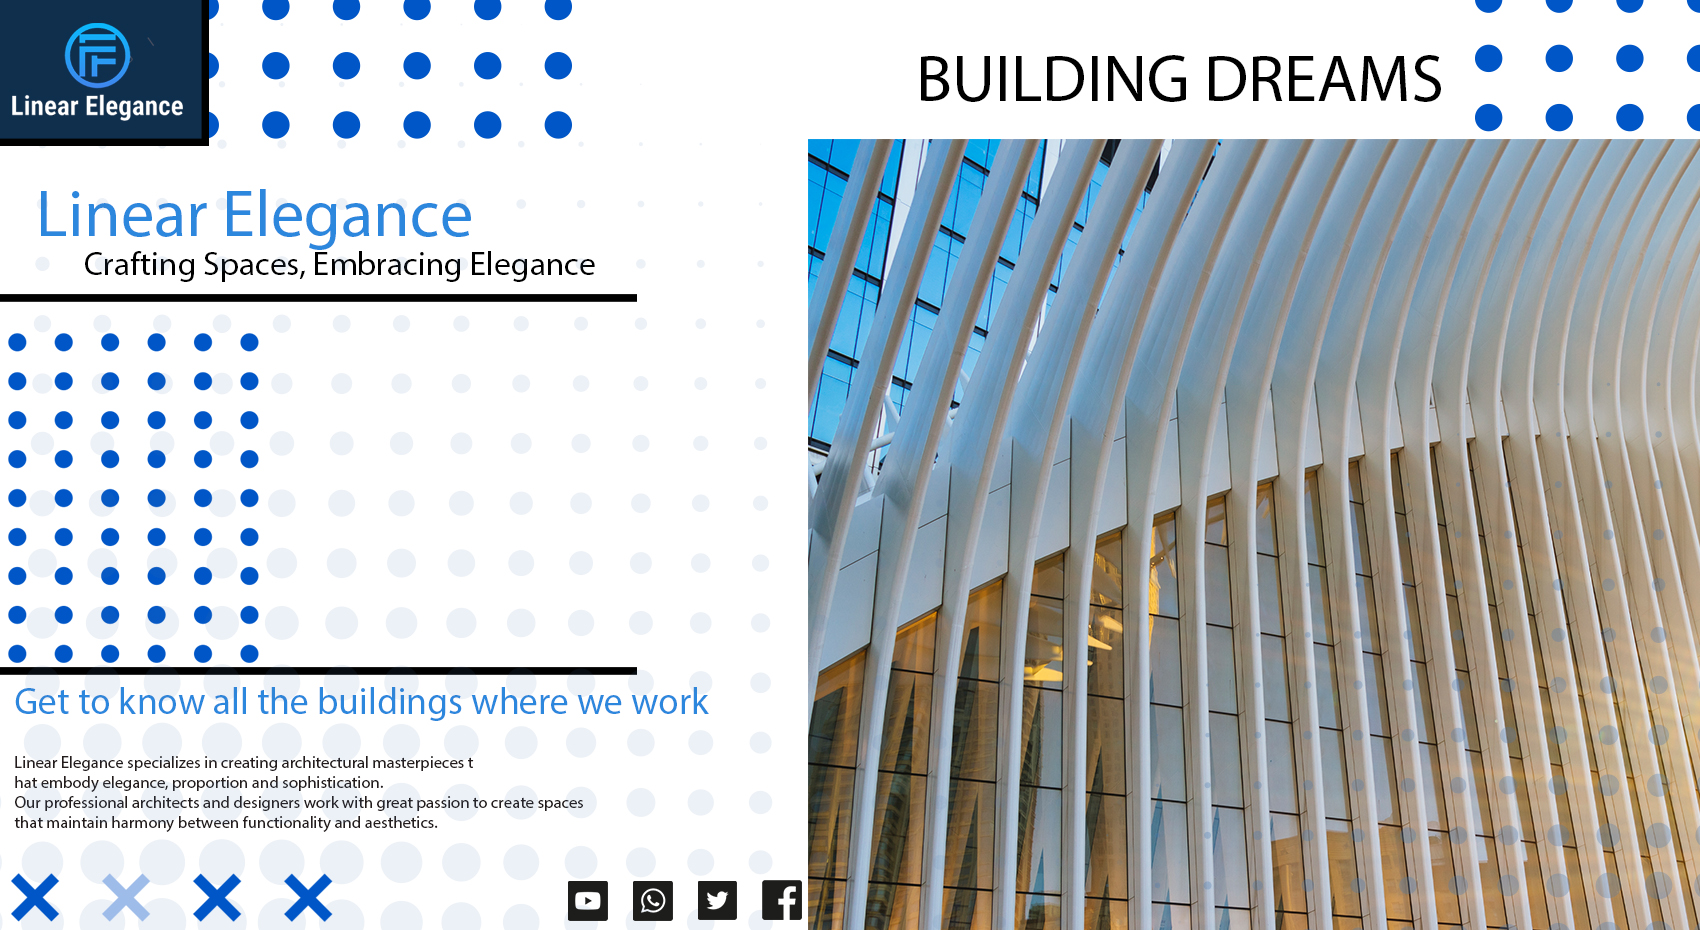 Linear Elegance
BUILDING DREAMS
Linear Elegance
Crafting Spaces, Embracing Elegance
Get to know all the buildings where we work
Linear Elegance specializes in creating architectural masterpieces t
hat embody elegance, proportion and sophistication.
Our professional architects and designers work with great passion to create spaces
that maintain harmony between functionality and aesthetics.